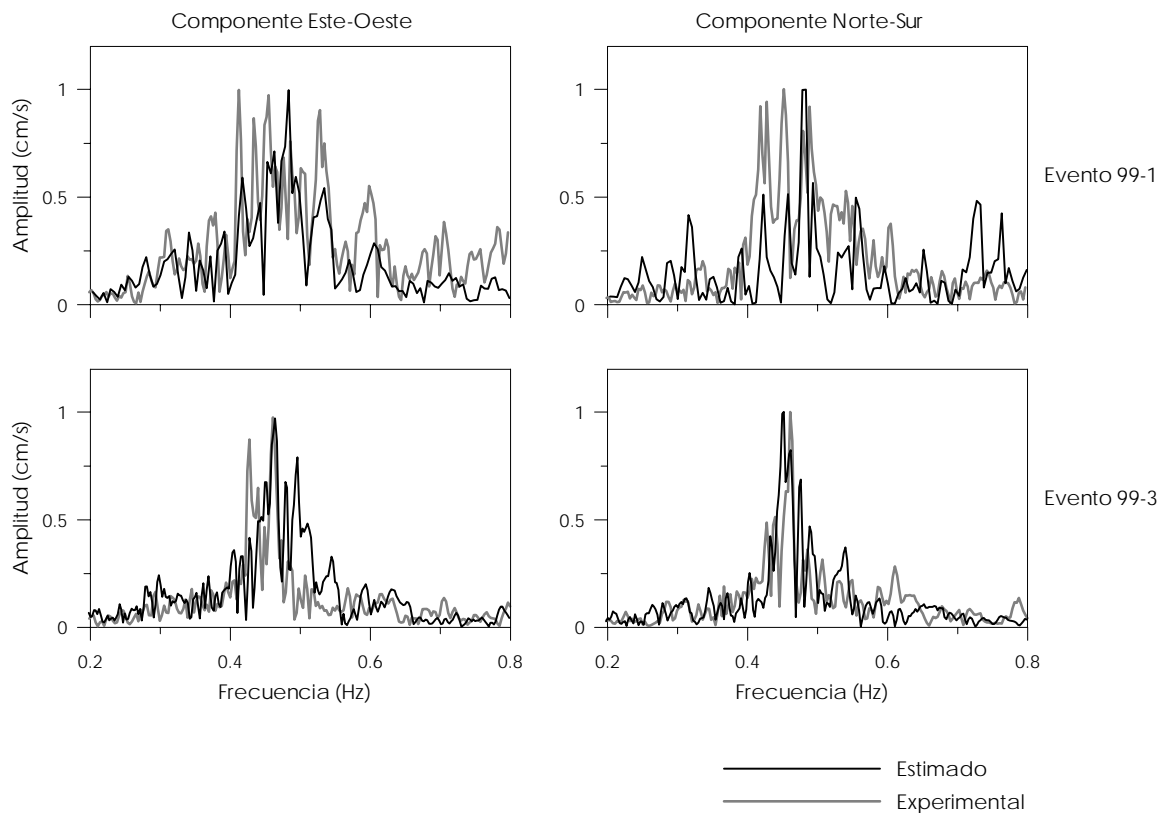 Componente Este-Oeste
Componente Norte-Sur
Amplitud (cm/s)
1
0.5
0
1
0.5
0
Evento 99-1
Amplitud (cm/s)
1
0.5
0
1
0.5
0
Evento 99-3
0.2 0.4 0.6 0.8
0.2 0.4 0.6 0.8
Frecuencia (Hz)
Frecuencia (Hz)
Estimado
Experimental